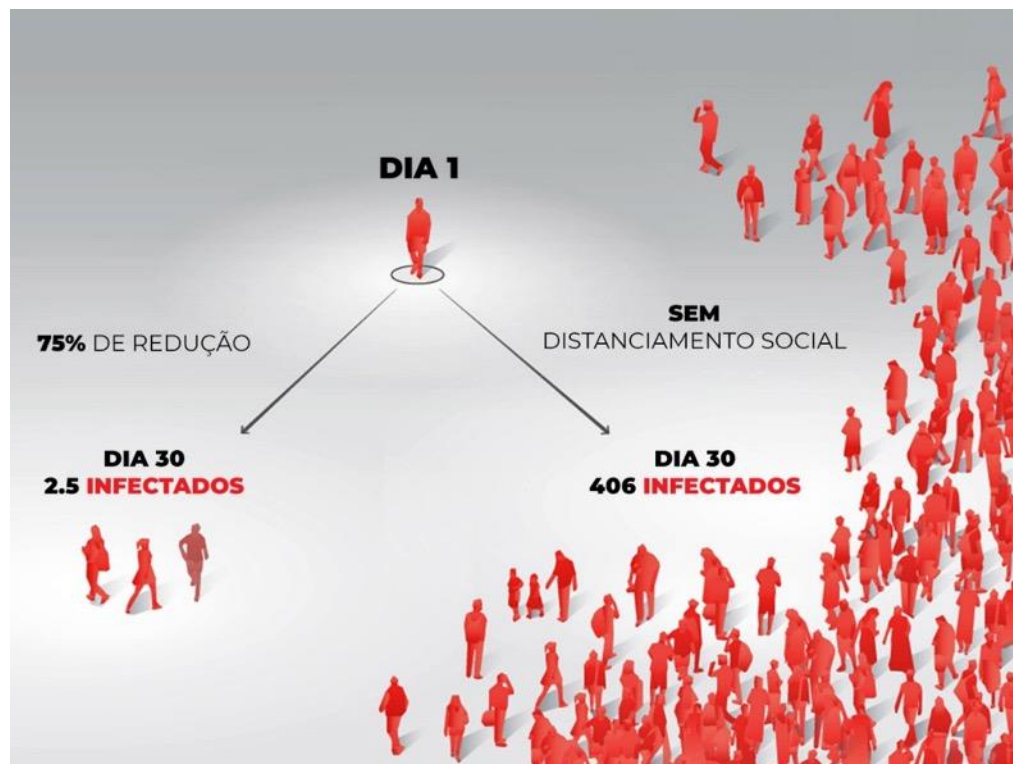 DIA 1
75% DE REDUÇÃO
SEM
DISTANCIAMENTO SOCIAL
DIA 30
2.5 INFECTADOS
DIA 30
406 INFECTADOS